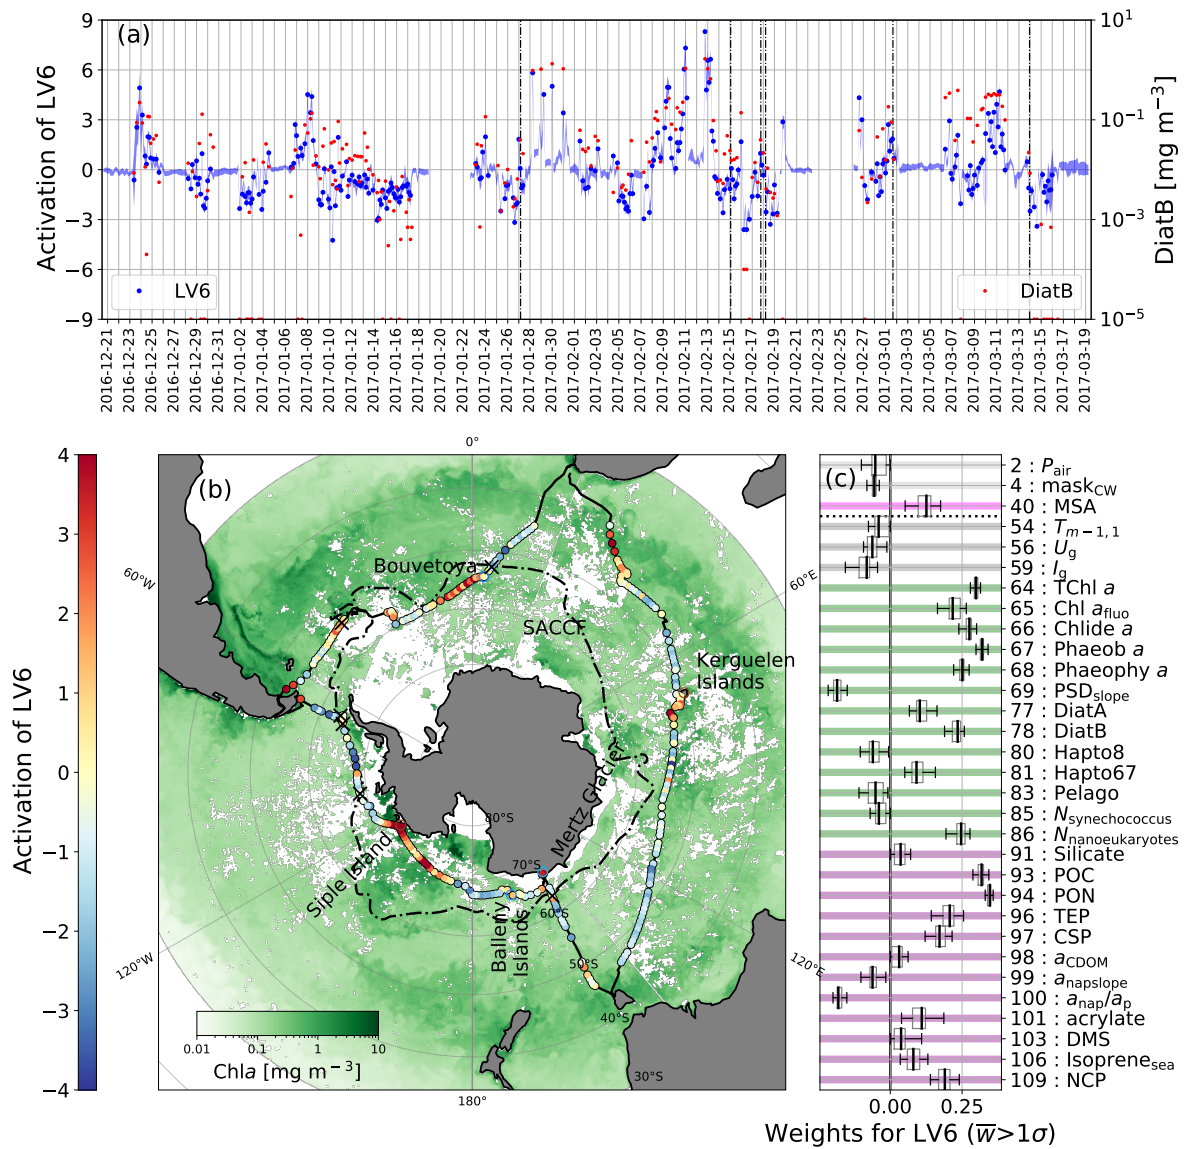 (a)
Activation of LV6
9
6
3
0
−3
−6
−9
10¹
10⁻¹
10⁻³
10⁻⁵
DiatB [mg m⁻³]
LV6
DiatB
2016-12-21
2016-12-23
2016-12-25
2016-12-27
2016-12-29
2016-12-31
2017-01-02
2017-01-04
2017-01-06
2017-01-08
2017-01-10
2017-01-12
2017-01-14
2017-01-16
2017-01-18
2017-01-20
2017-01-22
2017-01-24
2017-01-26
2017-01-28
2017-01-30
2017-02-01
2017-02-03
2017-02-05
2017-02-07
2017-02-09
2017-02-11
2017-02-13
2017-02-15
2017-02-17
2017-02-19
2017-02-21
2017-02-23
2017-02-25
2017-02-27
2017-03-01
2017-03-03
2017-03-05
2017-03-07
2017-03-09
2017-03-11
2017-03-13
2017-03-15
2017-03-17
2017-03-19
Activation of LV6
4
3
2
1
0
−1
−2
−3
−4
(b)
0°
60°W
60°E
120°W
120°E
180°
80°S
70°S
60°S
50°S
40°S
30°S
Bouvetoya
SACCF
Kerguelen
Islands
Mertz Glacier
Siple Island
Balleny
Islands
0.01
0.1
1
10
Chla [mg m⁻³]
(c)
2 : P_air
4 : mask_CW
40 : MSA
54 : T_m−1,1
56 : U_g
59 : I_g
64 : TChl a
65 : Chl a_fluo
66 : Chlide a
67 : Phaeob a
68 : Phaeophy a
69 : PSD_slope
77 : DiatA
78 : DiatB
80 : Hapto8
81 : Hapto67
83 : Pelago
85 : N_synechococcus
86 : N_nanoeukaryotes
91 : Silicate
93 : POC
94 : PON
96 : TEP
97 : CSP
98 : a_CDOM
99 : a_napslope
100 : a_nap/a_p
101 : acrylate
103 : DMS
106 : Isoprene_sea
109 : NCP
0.00
0.25
Weights for LV6 (w̅>1σ)